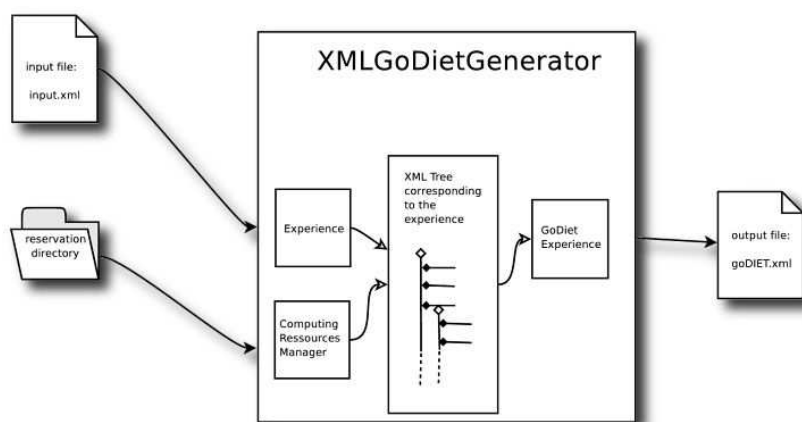 XMLGoDietGenerator
input file:
input.xml
reservation
directory
Experience
Computing
Ressources
Manager
XML Tree
corresponding
to the
experience
GoDiet
Experience
output file:
goDIET.xml